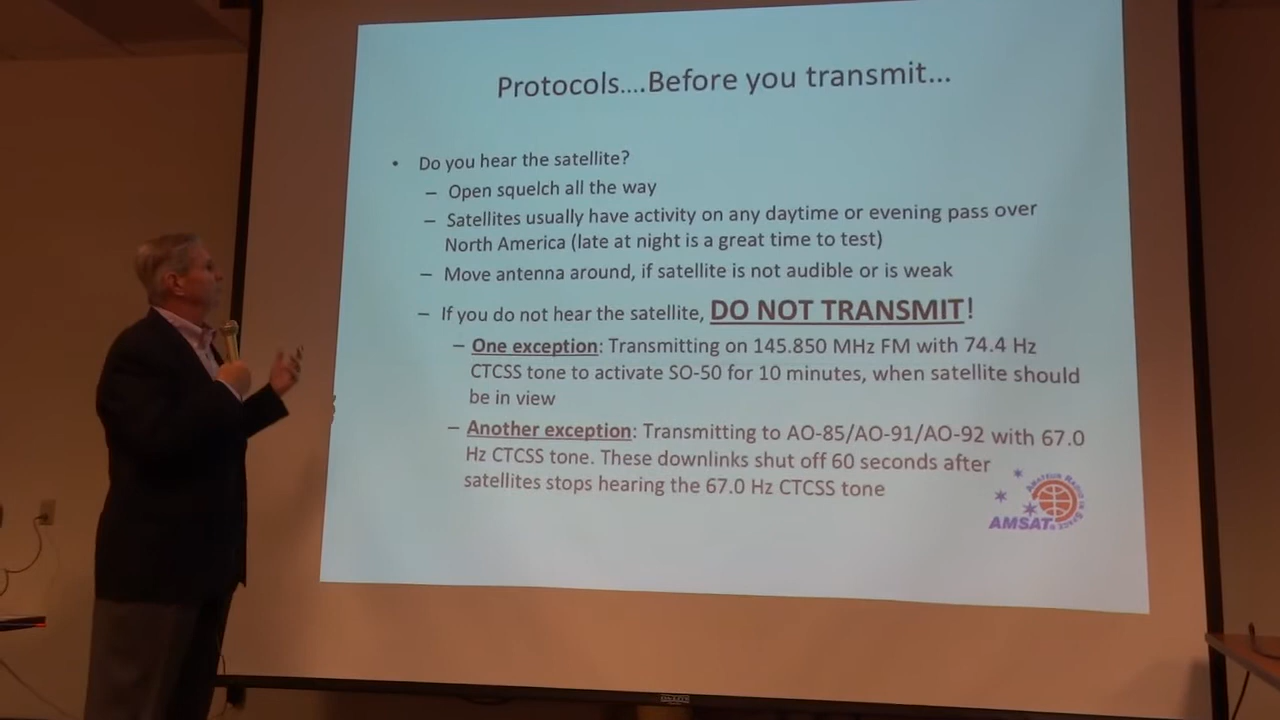 Protocols....Before you transmit...
• Do you hear the satellite?
– Open squelch all the way
– Satellites usually have activity on any daytime or evening pass over
North America (late at night is a great time to test)
– Move antenna around, if satellite is not audible or is weak
– If you do not hear the satellite, DO NOT TRANSMIT!
– One exception: Transmitting on 145.850 MHz FM with 74.4 Hz
CTCSS tone to activate SO-50 for 10 minutes, when satellite should
be in view
– Another exception: Transmitting to AO-85/AO-91/AO-92 with 67.0
Hz CTCSS tone. These downlinks shut off 60 seconds after
satellites stops hearing the 67.0 Hz CTCSS tone
AMATEUR RADIO IN SPACE
AMSAT